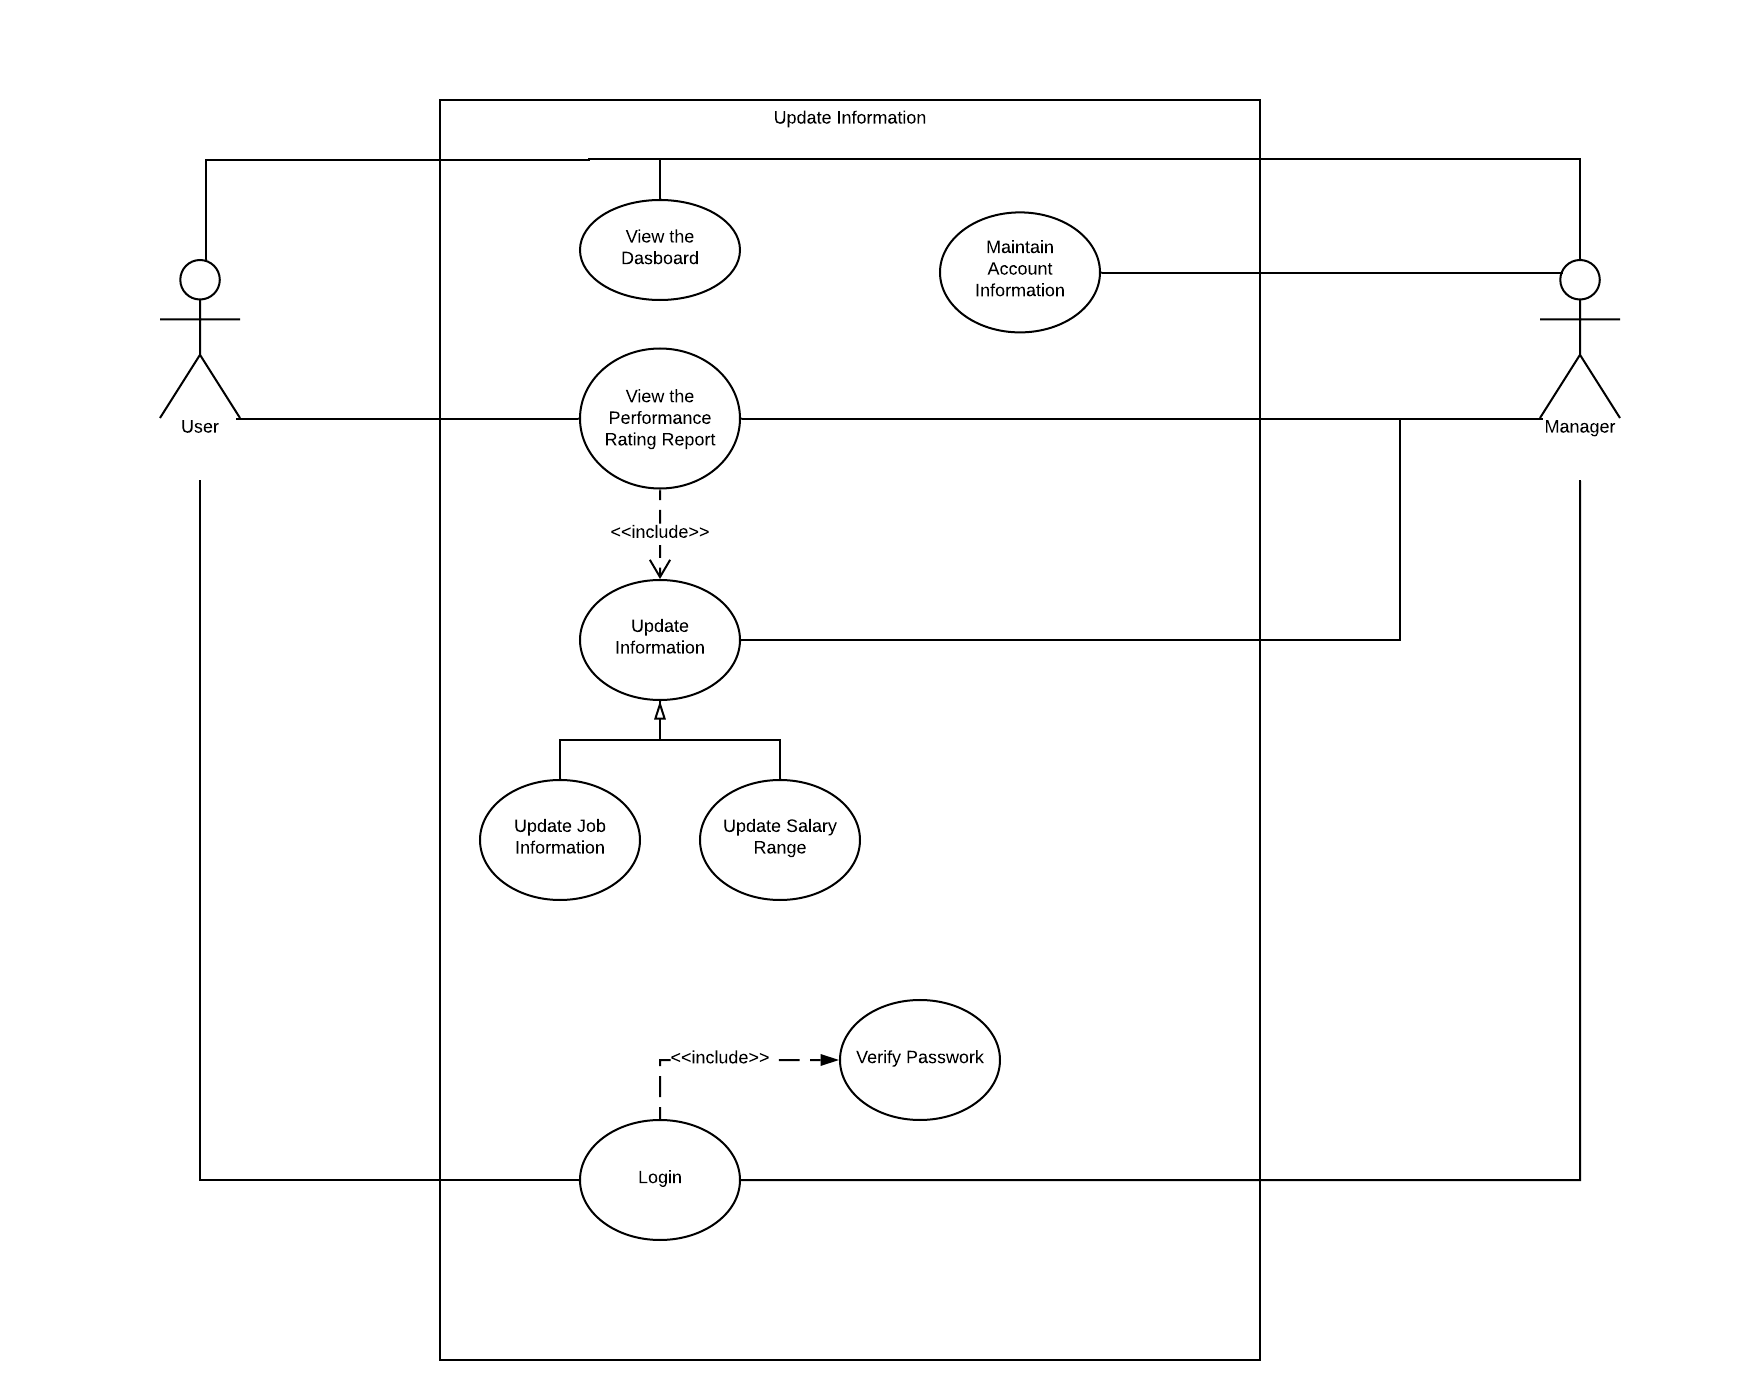 Update Information
View the
Dasboard
Maintain
Account
Information
View the
Performance
Rating Report
User
Manager
<<include>>
Update
Information
Update Job
Information
Update Salary
Range
<<include>>
Verify Passwork
Login